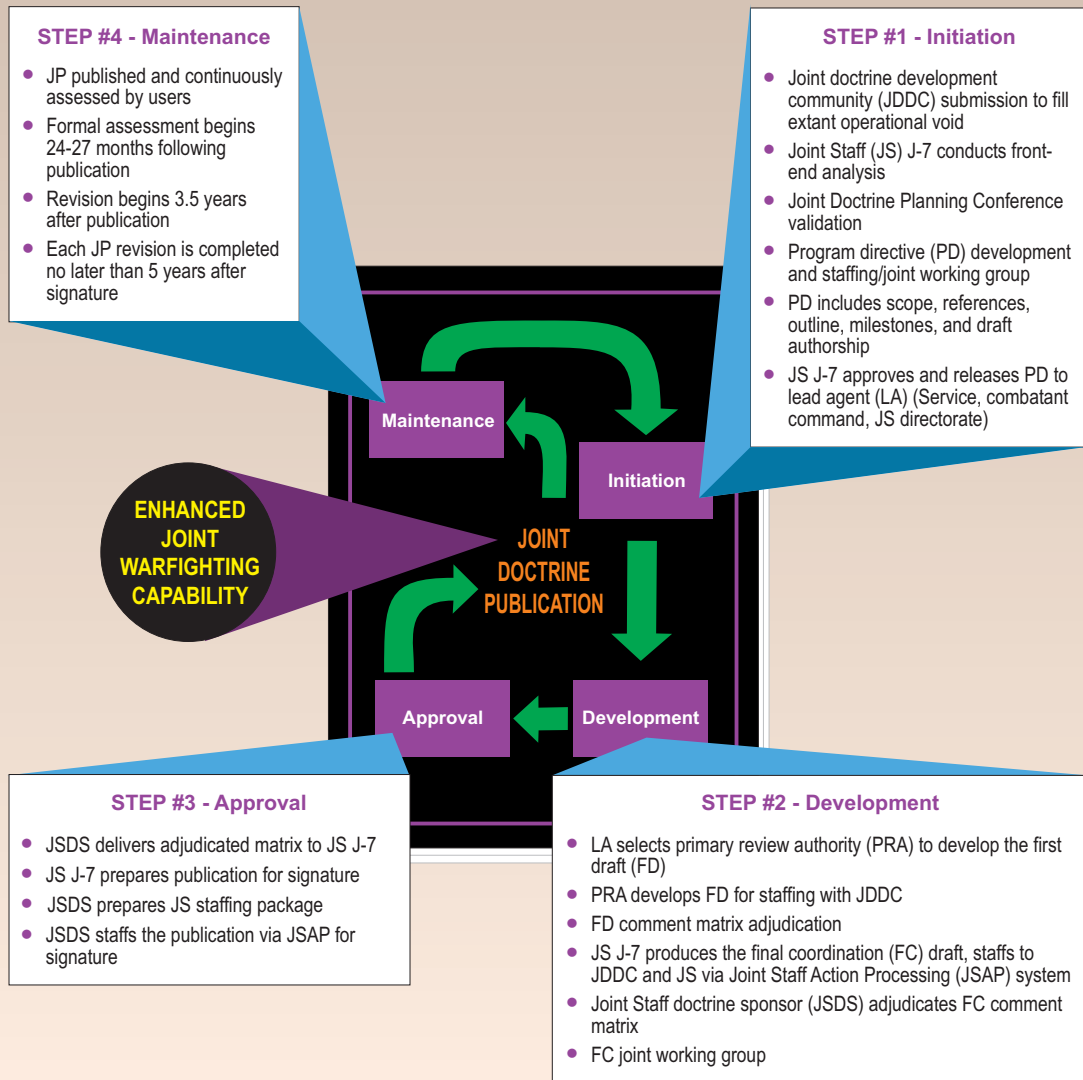 STEP #4 - Maintenance
• JP published and continuously
assessed by users
• Formal assessment begins
24-27 months following
publication
• Revision begins 3.5 years
after publication
• Each JP revision is completed
no later than 5 years after
signature
STEP #1 - Initiation
• Joint doctrine development
community (JDDC) submission to fill
extant operational void
• Joint Staff (JS) J-7 conducts front-
end analysis
• Joint Doctrine Planning Conference
validation
• Program directive (PD) development
and staffing/joint working group
• PD includes scope, references,
outline, milestones, and draft
authorship
• JS J-7 approves and releases PD to
lead agent (LA) (Service, combatant
command, JS directorate)
Maintenance
Initiation
ENHANCED
JOINT
WARFIGHTING
CAPABILITY
JOINT
DOCTRINE
PUBLICATION
Approval
Development
STEP #3 - Approval
• JSDS delivers adjudicated matrix to JS J-7
• JS J-7 prepares publication for signature
• JSDS prepares JS staffing package
• JSDS staffs the publication via JSAP for
signature
STEP #2 - Development
• LA selects primary review authority (PRA) to develop the first
draft (FD)
• PRA develops FD for staffing with JDDC
• FD comment matrix adjudication
• JS J-7 produces the final coordination (FC) draft, staffs to
JDDC and JS via Joint Staff Action Processing (JSAP) system
• Joint Staff doctrine sponsor (JSDS) adjudicates FC comment
matrix
• FC joint working group